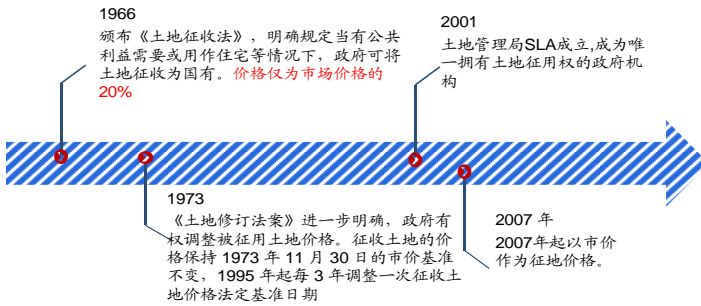 1966
颁布《土地征收法》，明确规定当有公共
利益需要或用作住宅等情况下，政府可将
土地征收为国有。价格仅为市场价格的
20%
2001
土地管理局SLA成立,成为唯
一拥有土地征用权的政府机
构
1973
《土地修订法案》进一步明确，政府有
权调整被征用土地价格。征收土地的价
格保持 1973 年 11 月 30 日的市价基准
不变，1995 年起每 3 年调整一次征收土
地价格法定基准日期
2007 年
2007年起以市价
作为征地价格。